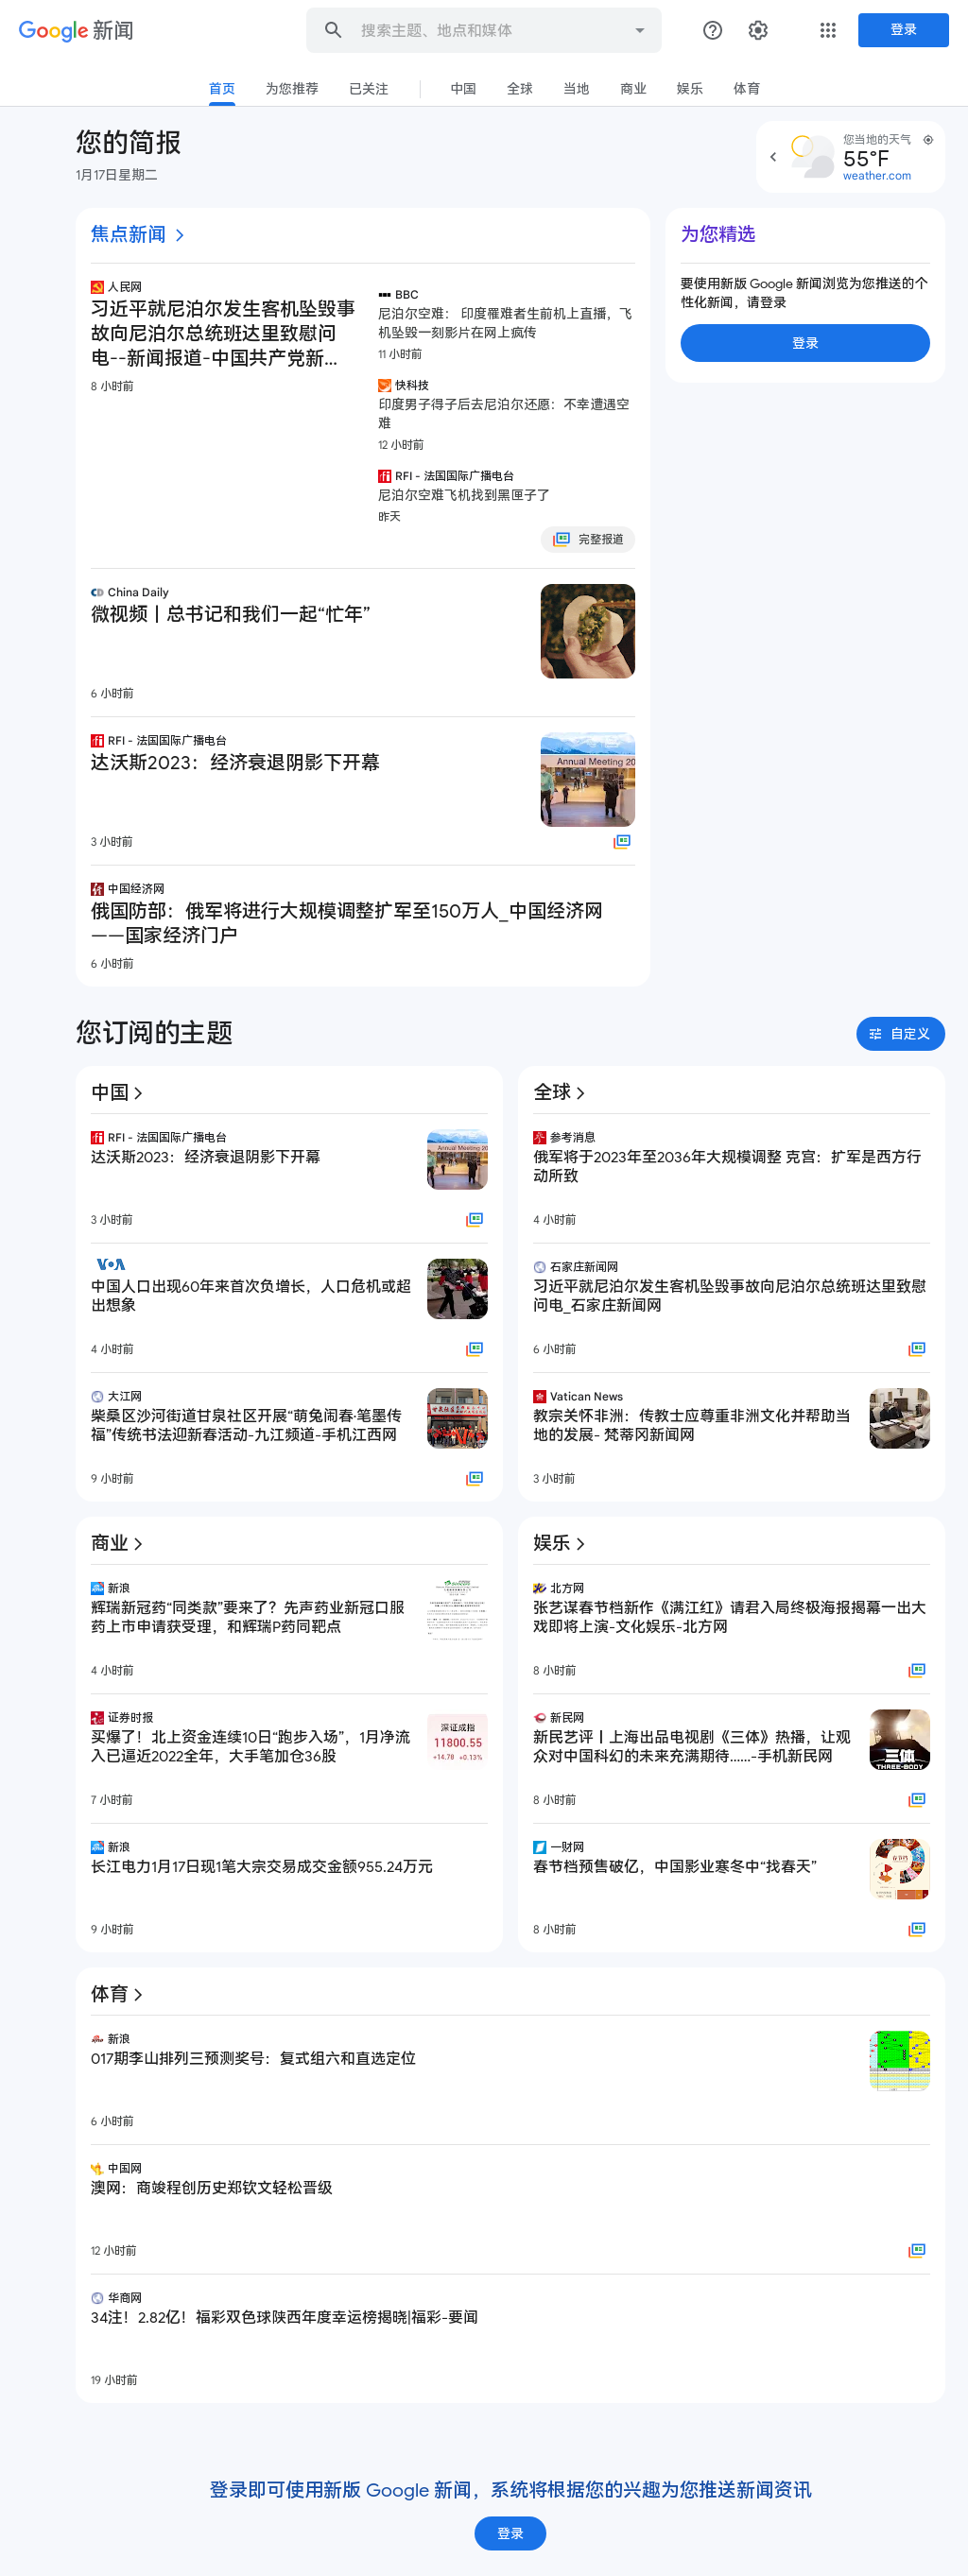 Google 新闻
搜索主题、地点和媒体
登录
首页
为您推荐
已关注
中国
全球
当地
商业
娱乐
体育
您的简报
1月17日星期二
您当地的天气
55°F
weather.com
焦点新闻
人民网
习近平就尼泊尔发生客机坠毁事
故向尼泊尔总统班达里致慰问
电--新闻报道-中国共产党新...
8 小时前
BBC
尼泊尔空难： 印度罹难者生前机上直播，飞
机坠毁一刻影片在网上疯传
11 小时前
快科技
印度男子得子后去尼泊尔还愿：不幸遭遇空
难
12 小时前
RFI - 法国国际广播电台
尼泊尔空难飞机找到黑匣子了
昨天
完整报道
China Daily
微视频丨总书记和我们一起“忙年”
6 小时前
RFI - 法国国际广播电台
达沃斯2023：经济衰退阴影下开幕
Annual Meeting 20
3 小时前
中国经济网
俄国防部：俄军将进行大规模调整扩军至150万人_中国经济网
——国家经济门户
6 小时前
为您精选
要使用新版 Google 新闻浏览为您推送的个
性化新闻，请登录
登录
您订阅的主题
自定义
中国
RFI - 法国国际广播电台
达沃斯2023：经济衰退阴影下开幕
Annual Meeting 20
3 小时前
VOA
中国人口出现60年来首次负增长，人口危机或超
出想象
4 小时前
大江网
柴桑区沙河街道甘泉社区开展“萌兔闹春·笔墨传
福”传统书法迎新春活动-九江频道-手机江西网
9 小时前
全球
参考消息
俄军将于2023年至2036年大规模调整 克宫：扩军是西方行
动所致
4 小时前
石家庄新闻网
习近平就尼泊尔发生客机坠毁事故向尼泊尔总统班达里致慰
问电_石家庄新闻网
6 小时前
Vatican News
教宗关怀非洲：传教士应尊重非洲文化并帮助当
地的发展- 梵蒂冈新闻网
3 小时前
商业
新浪
辉瑞新冠药“同类款”要来了？先声药业新冠口服
药上市申请获受理，和辉瑞P药同靶点
4 小时前
证券时报
买爆了！北上资金连续10日“跑步入场”，1月净流
入已逼近2022全年，大手笔加仓36股
深证成指
11800.55
+14.70 +0.13%
7 小时前
新浪
长江电力1月17日现1笔大宗交易成交金额955.24万元
9 小时前
娱乐
北方网
张艺谋春节档新作《满江红》请君入局终极海报揭幕一出大
戏即将上演-文化娱乐-北方网
8 小时前
新民网
新民艺评丨上海出品电视剧《三体》热播，让观
众对中国科幻的未来充满期待......-手机新民网
三体
THREE-BODY
8 小时前
一财网
春节档预售破亿，中国影业寒冬中“找春天”
春节档
8 小时前
体育
新浪
017期李山排列三预测奖号：复式组六和直选定位
6 小时前
中国网
澳网：商竣程创历史郑钦文轻松晋级
12 小时前
华商网
34注！2.82亿！福彩双色球陕西年度幸运榜揭晓|福彩-要闻
19 小时前
登录即可使用新版 Google 新闻，系统将根据您的兴趣为您推送新闻资讯
登录